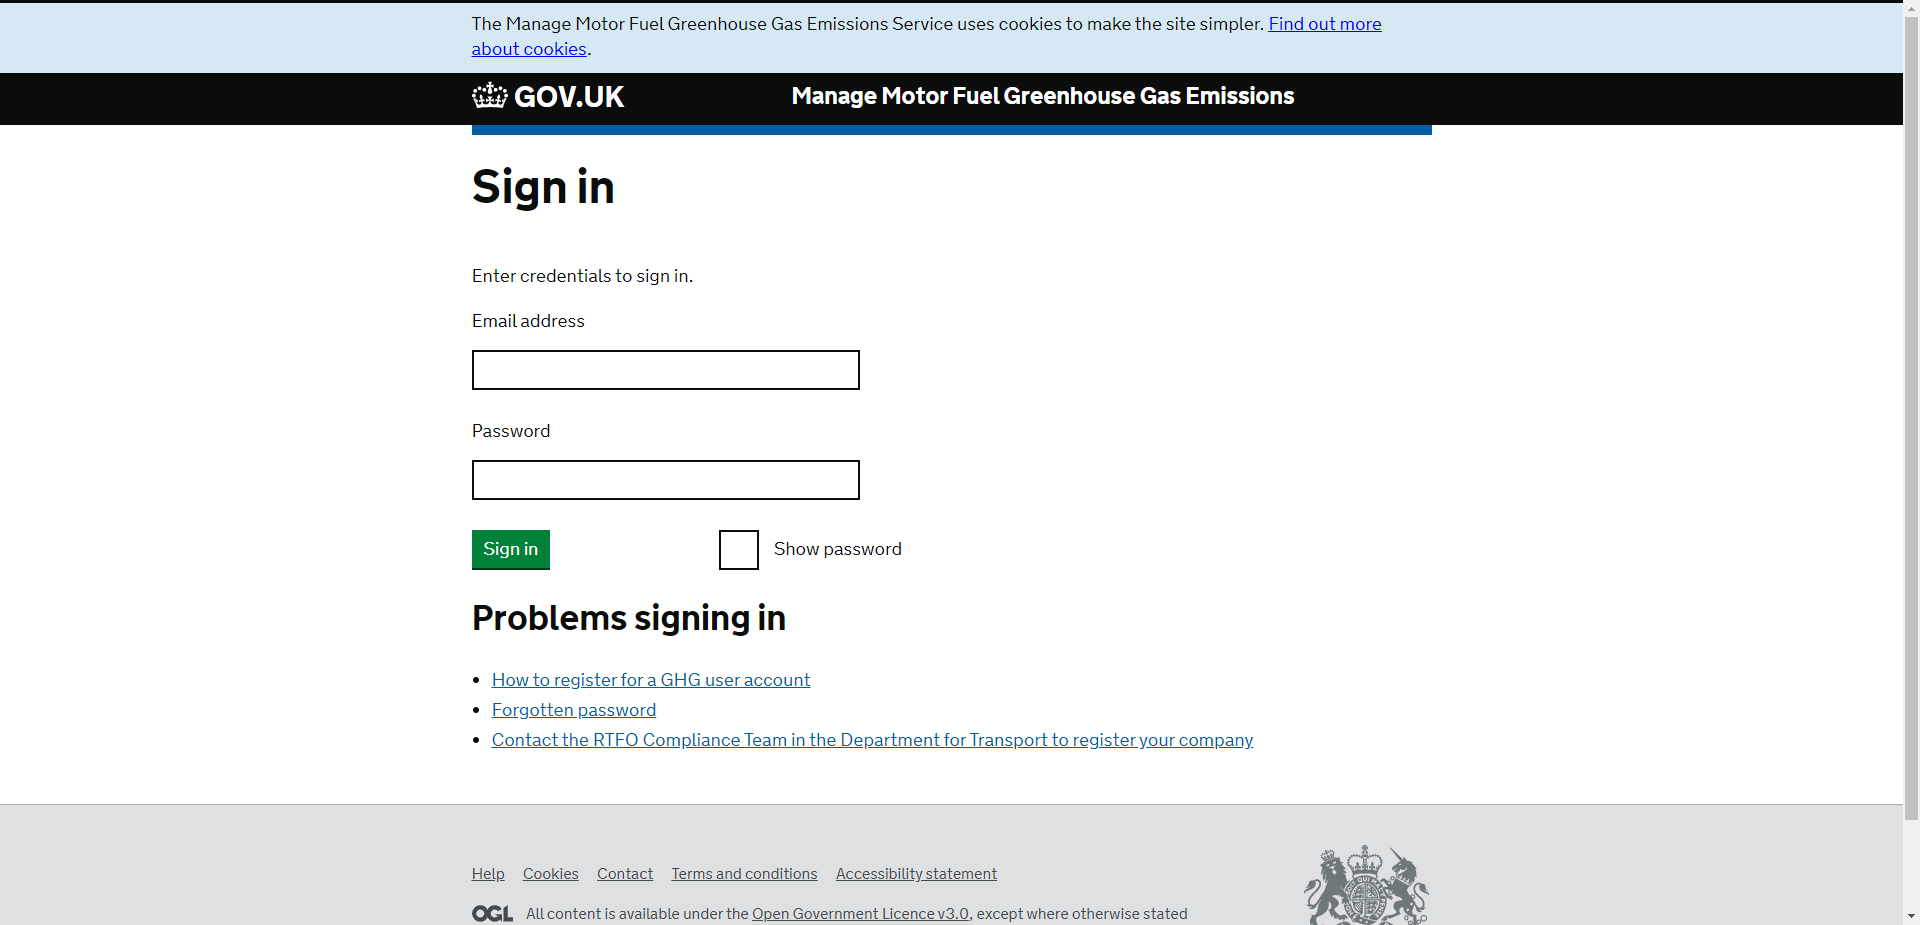 The Manage Motor Fuel Greenhouse Gas Emissions Service uses cookies to make the site simpler. Find out more
about cookies.
GOV.UK
Manage Motor Fuel Greenhouse Gas Emissions
Sign in
Enter credentials to sign in.
Email address
Password
Sign in
Show password
Problems signing in
How to register for a GHG user account
Forgotten password
Contact the RTFO Compliance Team in the Department for Transport to register your company
Help Cookies Contact Terms and conditions Accessibility statement
OGL All content is available under the Open Government Licence v3.0, except where otherwise stated